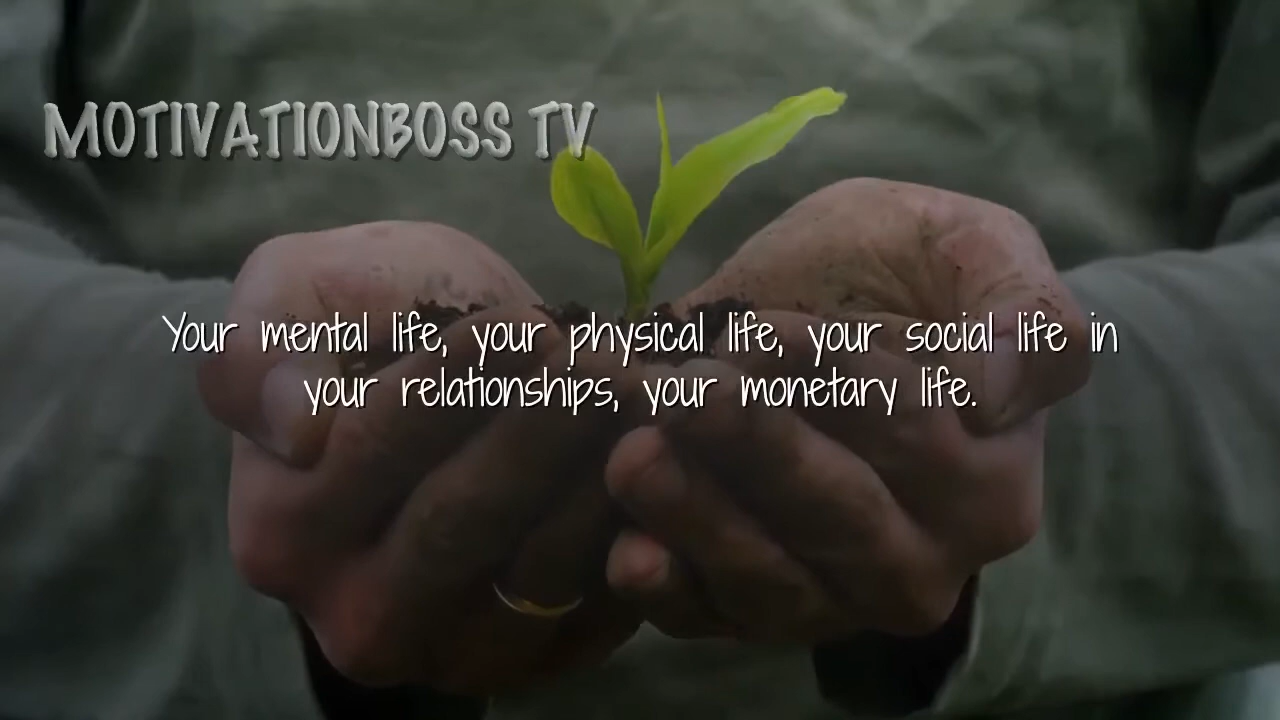 MOTIVATIONBOSS TV
Your mental life, your physical life, your social life in
your relationships, your monetary life.